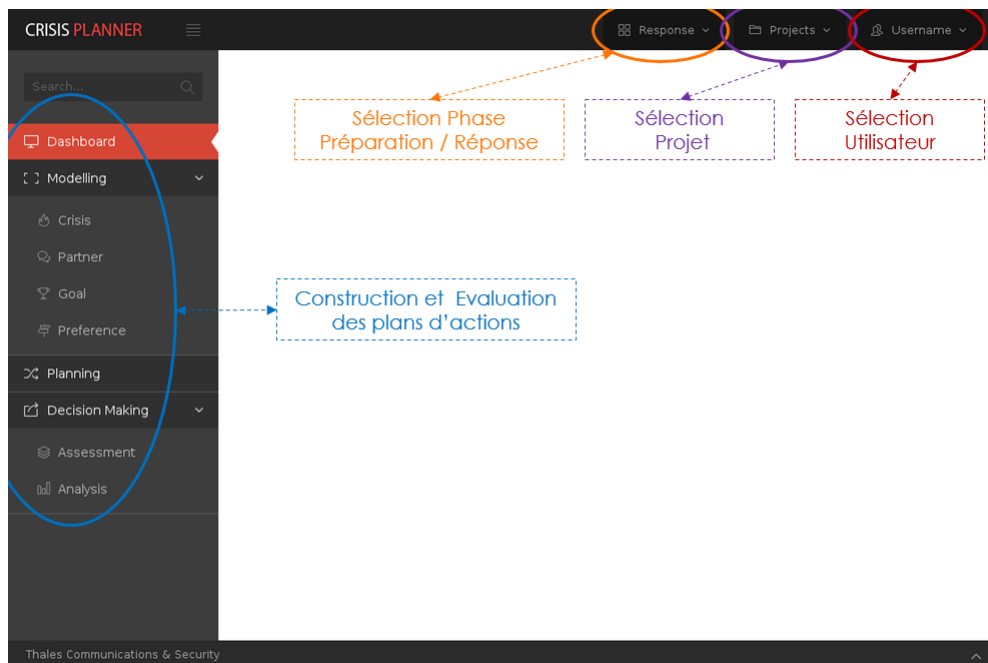 CRISIS PLANNER
Response
Projects
Username
Search...
Sélection Phase
Préparation / Réponse
Sélection
Projet
Sélection
Utilisateur
Dashboard
Modelling
Crisis
Partner
Goal
Preference
Construction et Evaluation
des plans d'actions
Planning
Decision Making
Assessment
Analysis
Thales Communications & Security